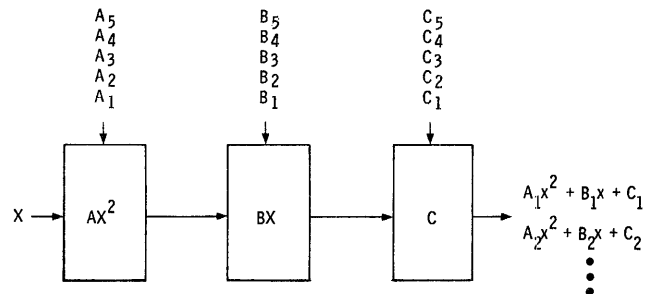 A₅ B₅ C₅
A₄ B₄ C₄
A₃ B₃ C₃
A₂ B₂ C₂
A₁ B₁ C₁
X AX² BX C
A₁x² + B₁x + C₁
A₂x² + B₂x + C₂